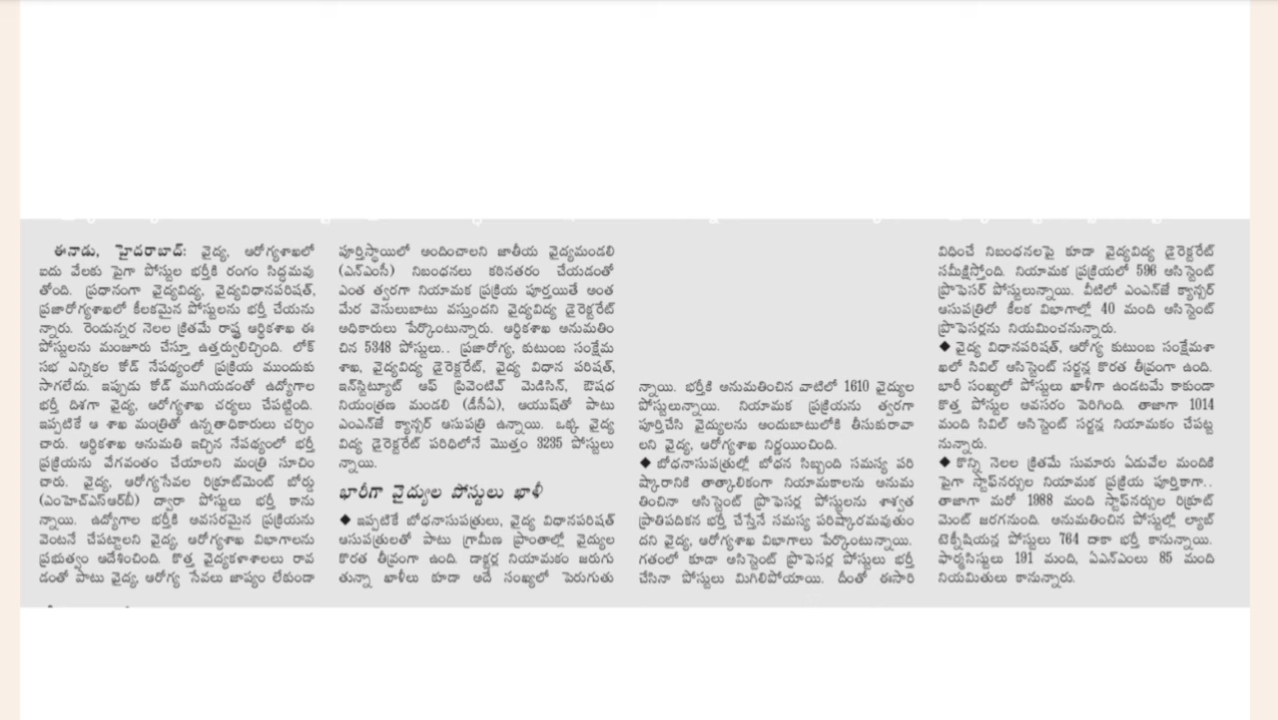 ఈనాడు, హైదరాబాద్: వైద్య, ఆరోగ్యశాఖలో
ఐదు వేలకు పైగా పోస్టుల భర్తీకి రంగం సిద్ధమవు
తోంది. ప్రధానంగా వైద్యవిద్య, వైద్యవిధానపరిషత్,
ప్రజారోగ్యశాఖలో కీలకమైన పోస్టులను భర్తీ చేయను
న్నారు. రెండున్నర నెలల క్రితమే రాష్ట్ర ఆర్థికశాఖ ఈ
పోస్టులను మంజూరు చేస్తూ ఉత్తర్వులిచ్చింది. లోక్
సభ ఎన్నికల కోడ్ నేపథ్యంలో ప్రక్రియ ముందుకు
సాగలేదు. ఇప్పుడు కోడ్ ముగియడంతో ఉద్యోగాల
భర్తీ దిశగా వైద్య, ఆరోగ్యశాఖ చర్యలు చేపట్టింది.
ఇప్పటికే ఆ శాఖ మంత్రితో ఉన్నతాధికారులు చర్చిం
చారు. ఆర్థికశాఖ అనుమతి ఇచ్చిన నేపథ్యంలో భర్తీ
ప్రక్రియను వేగవంతం చేయాలని మంత్రి సూచిం
చారు. వైద్య, ఆరోగ్యసేవల రిక్రూట్‌మెంట్ బోర్డు
(ఎంహెచ్ఎస్ఆర్‌బీ) ద్వారా పోస్టులు భర్తీ కాను
న్నాయి. ఉద్యోగాల భర్తీకి అవసరమైన ప్రక్రియను
వెంటనే చేపట్టాలని వైద్య, ఆరోగ్యశాఖ విభాగాలను
ప్రభుత్వం ఆదేశించింది. కొత్త వైద్యకళాశాలలు రావ
డంతో పాటు వైద్య, ఆరోగ్య సేవలు జాప్యం లేకుండా
పూర్తిస్థాయిలో అందించాలని జాతీయ వైద్యమండలి
(ఎన్ఎంసీ) నిబంధనలు కఠినతరం చేయడంతో
ఎంత త్వరగా నియామక ప్రక్రియ పూర్తయితే అంత
మేర వెసులుబాటు వస్తుందని వైద్యవిద్య డైరెక్టరేట్
అధికారులు పేర్కొంటున్నారు. ఆర్థికశాఖ అనుమతిం
చిన 5348 పోస్టులు.. ప్రజారోగ్య, కుటుంబ సంక్షేమ
శాఖ, వైద్యవిద్య డైరెక్టరేట్, వైద్య విధాన పరిషత్,
ఇన్‌స్టిట్యూట్ ఆఫ్ ప్రివెంటివ్ మెడిసిన్, ఔషధ
నియంత్రణ మండలి (డీసీఏ), ఆయుష్‌తో పాటు
ఎంఎన్‌జే క్యాన్సర్ ఆసుపత్రి ఉన్నాయి. ఒక్క వైద్య
విద్య డైరెక్టరేట్ పరిధిలోనే మొత్తం 3235 పోస్టులు
న్నాయి.
భారీగా వైద్యుల పోస్టులు ఖాళీ
◆ ఇప్పటికే బోధనాసుపత్రులు, వైద్య విధానపరిషత్
ఆసుపత్రులతో పాటు గ్రామీణ ప్రాంతాల్లో వైద్యుల
కొరత తీవ్రంగా ఉంది. డాక్టర్ల నియామకం జరుగు
తున్నా ఖాళీలు కూడా అదే సంఖ్యలో పెరుగుతు
న్నాయి. భర్తీకి అనుమతించిన వాటిలో 1610 వైద్యుల
పోస్టులున్నాయి. నియామక ప్రక్రియను త్వరగా
పూర్తిచేసి వైద్యులను అందుబాటులోకి తీసుకురావా
లని వైద్య, ఆరోగ్యశాఖ నిర్ణయించింది.
◆ బోధనాసుపత్రుల్లో బోధన సిబ్బంది సమస్య పరి
ష్కారానికి తాత్కాలికంగా నియామకాలను అనుమ
తించినా అసిస్టెంట్ ప్రొఫెసర్ల పోస్టులను శాశ్వత
ప్రాతిపదికన భర్తీ చేస్తేనే సమస్య పరిష్కారమవుతుం
దని వైద్య, ఆరోగ్యశాఖ విభాగాలు పేర్కొంటున్నాయి.
గతంలో కూడా అసిస్టెంట్ ప్రొఫెసర్ల పోస్టులు భర్తీ
చేసినా పోస్టులు మిగిలిపోయాయి. దీంతో ఈసారి
విధించే నిబంధనలపై కూడా వైద్యవిద్య డైరెక్టరేట్
సమీక్షిస్తోంది. నియామక ప్రక్రియలో 596 అసిస్టెంట్
ప్రొఫెసర్ పోస్టులున్నాయి. వీటిలో ఎంఎన్‌జే క్యాన్సర్
ఆసుపత్రిలో కీలక విభాగాల్లో 40 మంది అసిస్టెంట్
ప్రొఫెసర్లను నియమించనున్నారు.
◆ వైద్య విధానపరిషత్, ఆరోగ్య కుటుంబ సంక్షేమశా
ఖలో సివిల్ అసిస్టెంట్ సర్జన్ల కొరత తీవ్రంగా ఉంది.
భారీ సంఖ్యలో పోస్టులు ఖాళీగా ఉండటమే కాకుండా
కొత్త పోస్టుల అవసరం పెరిగింది. తాజాగా 1014
మంది సివిల్ అసిస్టెంట్ సర్జన్ల నియామకం చేపట్ట
నున్నారు.
◆ కొన్ని నెలల క్రితమే సుమారు ఏడువేల మందికి
పైగా స్టాఫ్‌నర్సుల నియామక ప్రక్రియ పూర్తికాగా..
తాజాగా మరో 1988 మంది స్టాఫ్‌నర్సుల రిక్రూట్
మెంట్ జరగనుంది. అనుమతించిన పోస్టుల్లో ల్యాబ్
టెక్నీషియన్ల పోస్టులు 764 దాకా భర్తీ కానున్నాయి.
ఫార్మసిస్టులు 191 మంది, ఏఎన్ఎంలు 85 మంది
నియమితులు కానున్నారు.